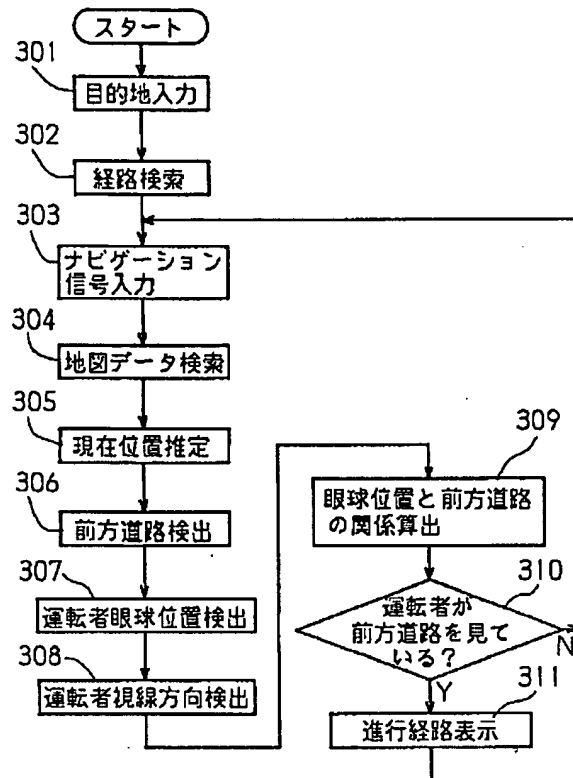 スタート
301
目的地入力
302
経路検索
303
ナビゲーション
信号入力
304
地図データ検索
305
現在位置推定
306
前方道路検出
307
運転者眼球位置検出
308
運転者視線方向検出
309
眼球位置と前方道路
の関係算出
310
運転者が
前方道路を見て
いる?
N
Y
311
進行経路表示